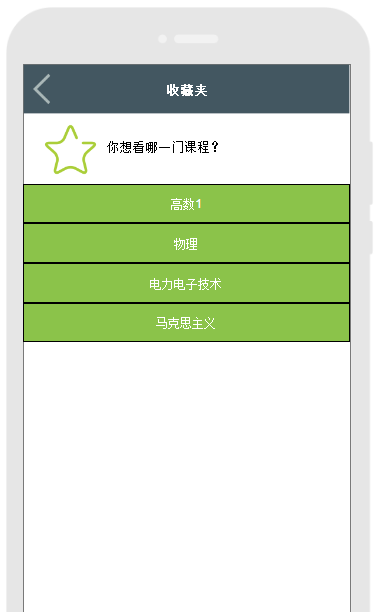 收藏夹
你想看哪一门课程？
高数1
物理
电力电子技术
马克思主义